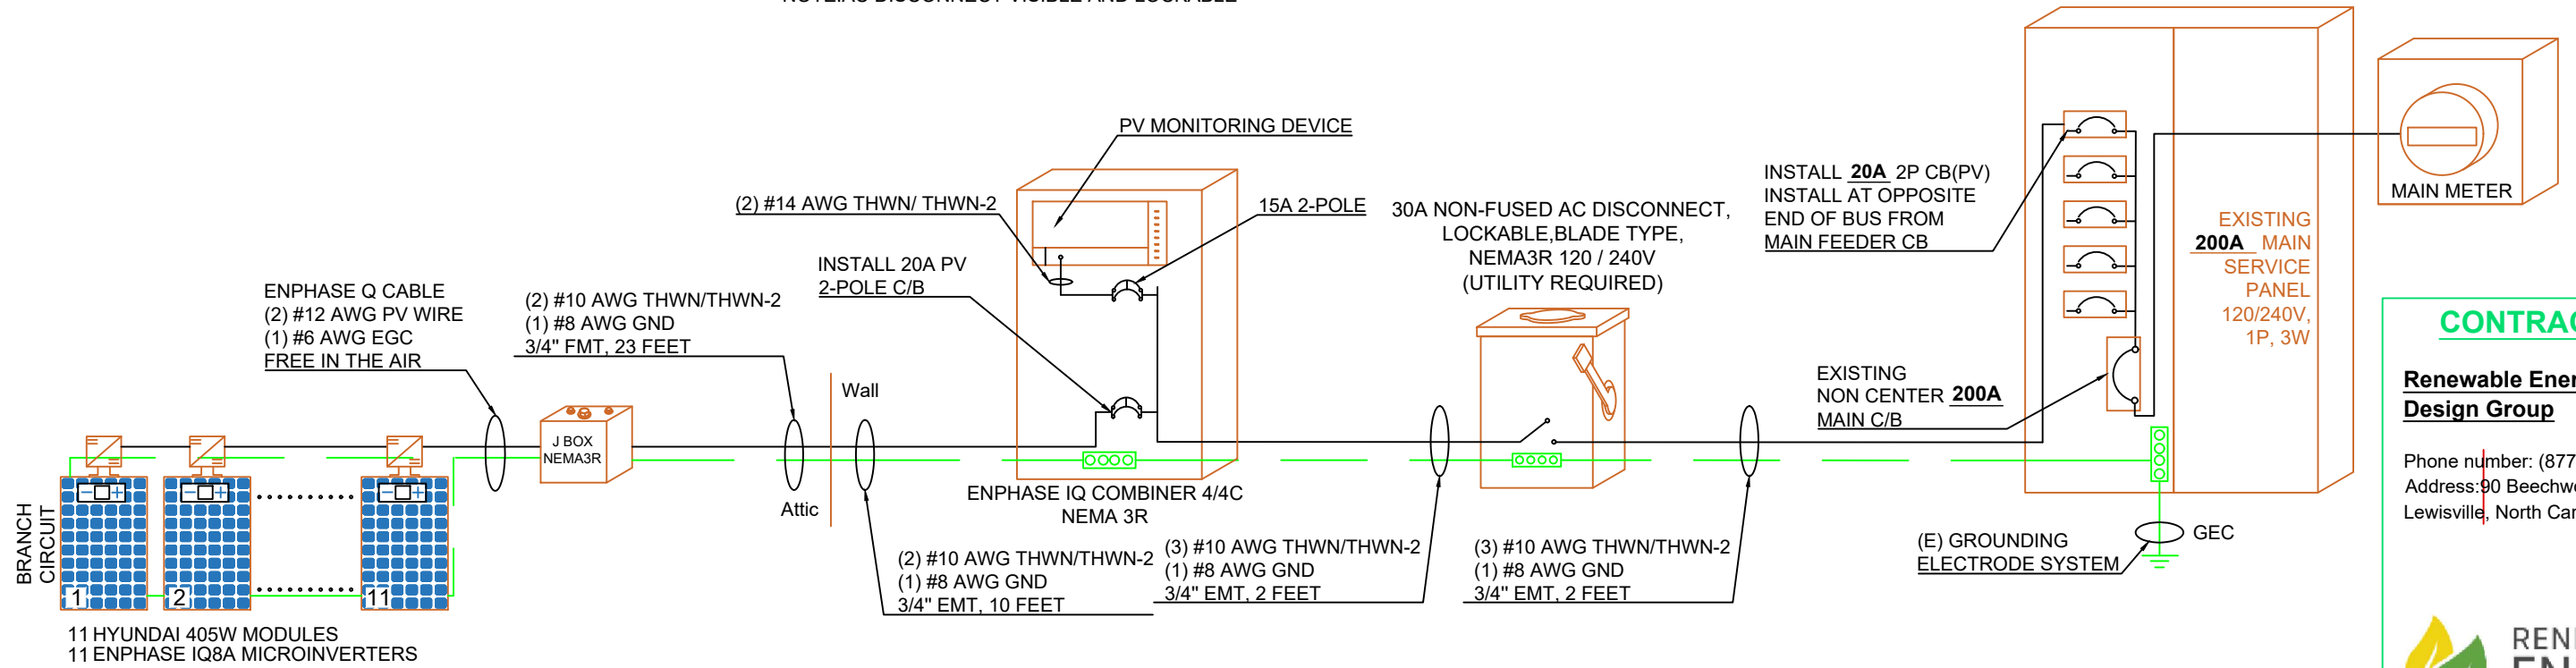 NOTE:AC DISCONNECT VISIBLE AND LOCKABLE
PV MONITORING DEVICE
(2) #14 AWG THWN/ THWN-2
15A 2-POLE
30A NON-FUSED AC DISCONNECT,
LOCKABLE,BLADE TYPE,
NEMA3R 120 / 240V
(UTILITY REQUIRED)
INSTALL 20A 2P CB(PV)
INSTALL AT OPPOSITE
END OF BUS FROM
MAIN FEEDER CB
EXISTING
200A MAIN
SERVICE
PANEL
120/240V,
1P, 3W
MAIN METER
ENPHASE Q CABLE
(2) #12 AWG PV WIRE
(1) #6 AWG EGC
FREE IN THE AIR
(2) #10 AWG THWN/THWN-2
(1) #8 AWG GND
3/4" FMT, 23 FEET
INSTALL 20A PV
2-POLE C/B
Wall
Attic
J BOX
NEMA3R
EXISTING
NON CENTER 200A
MAIN C/B
BRANCH
CIRCUIT
1
2
11
ENPHASE IQ COMBINER 4/4C
NEMA 3R
(2) #10 AWG THWN/THWN-2
(1) #8 AWG GND
3/4" EMT, 10 FEET
(3) #10 AWG THWN/THWN-2
(1) #8 AWG GND
3/4" EMT, 2 FEET
(3) #10 AWG THWN/THWN-2
(1) #8 AWG GND
3/4" EMT, 2 FEET
(E) GROUNDING
ELECTRODE SYSTEM
GEC
11 HYUNDAI 405W MODULES
11 ENPHASE IQ8A MICROINVERTERS
CONTRAC
Renewable Ener
Design Group
Phone number: (877
Address:90 Beechw
Lewisville, North Car
REN
EN